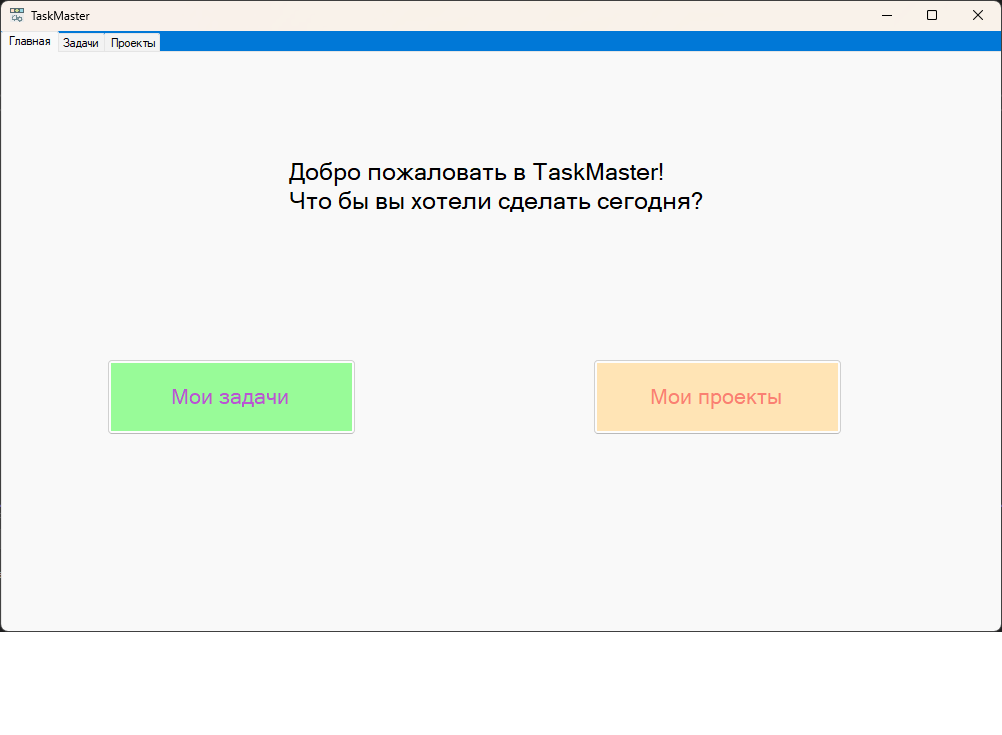 TaskMaster
Главная Задачи Проекты
Добро пожаловать в TaskMaster!
Что бы вы хотели сделать сегодня?
Мои задачи Мои проекты